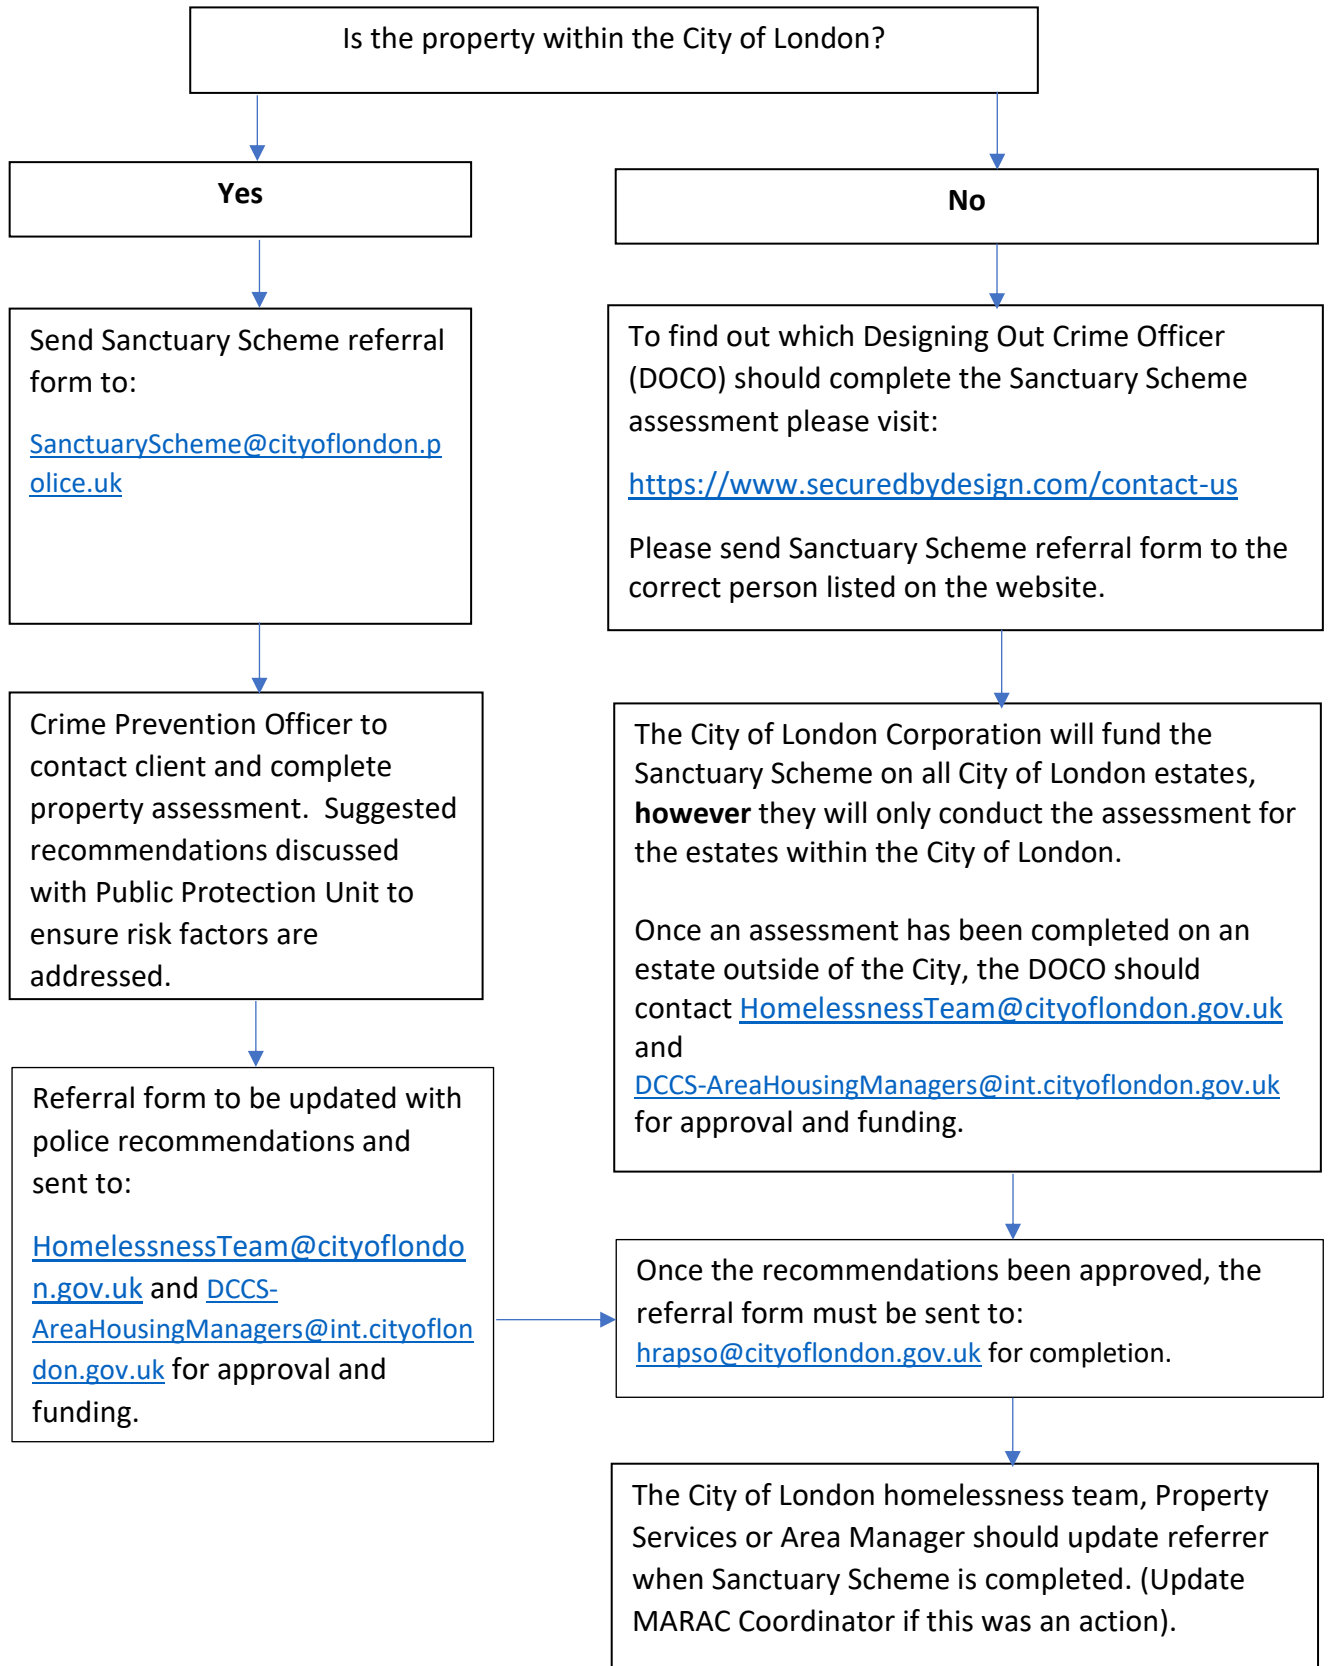 Is the property within the City of London?
Yes
No
Send Sanctuary Scheme referral
form to:
SanctuaryScheme@cityoflondon.p
olice.uk
To find out which Designing Out Crime Officer
(DOCO) should complete the Sanctuary Scheme
assessment please visit:
https://www.securedbydesign.com/contact-us
Please send Sanctuary Scheme referral form to the
correct person listed on the website.
Crime Prevention Officer to
contact client and complete
property assessment.  Suggested
recommendations discussed
with Public Protection Unit to
ensure risk factors are
addressed.
The City of London Corporation will fund the
Sanctuary Scheme on all City of London estates,
however they will only conduct the assessment for
the estates within the City of London.
Once an assessment has been completed on an
estate outside of the City, the DOCO should
contact HomelessnessTeam@cityoflondon.gov.uk
and
DCCS-AreaHousingManagers@int.cityoflondon.gov.uk
for approval and funding.
Referral form to be updated with
police recommendations and
sent to:
HomelessnessTeam@cityoflondo
n.gov.uk and DCCS-
AreaHousingManagers@int.cityoflon
don.gov.uk for approval and
funding.
Once the recommendations been approved, the
referral form must be sent to:
hrapso@cityoflondon.gov.uk for completion.
The City of London homelessness team, Property
Services or Area Manager should update referrer
when Sanctuary Scheme is completed. (Update
MARAC Coordinator if this was an action).